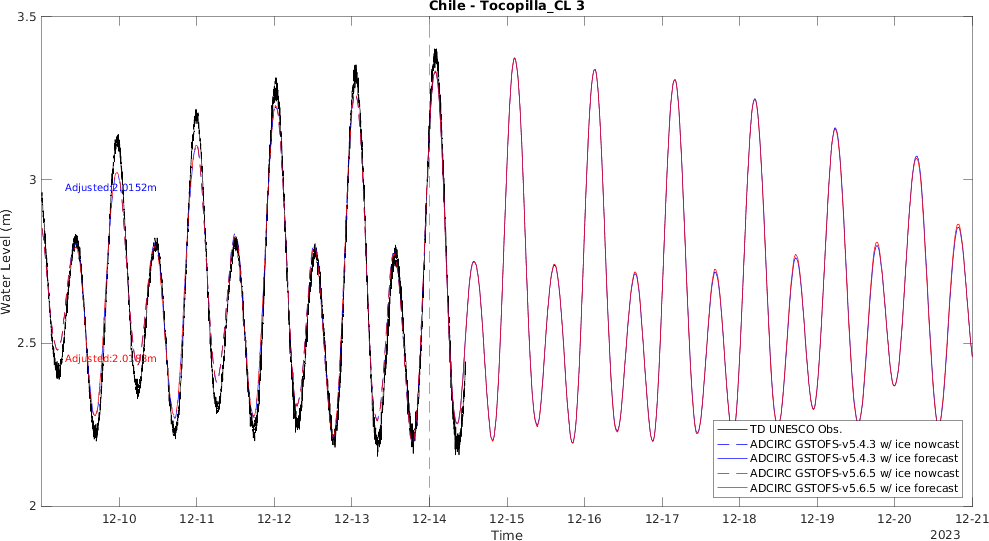 Chile - Tocopilla_CL 3
3.5
3
2.5
2
Water Level (m)
Adjusted:2.0152m
Adjusted:2.0183m
TD UNESCO Obs.
ADCIRC GSTOFS-v5.4.3 w/ ice nowcast
ADCIRC GSTOFS-v5.4.3 w/ ice forecast
ADCIRC GSTOFS-v5.6.5 w/ ice nowcast
ADCIRC GSTOFS-v5.6.5 w/ ice forecast
12-10 12-11 12-12 12-13 12-14 12-15 12-16 12-17 12-18 12-19 12-20 12-21
Time
2023